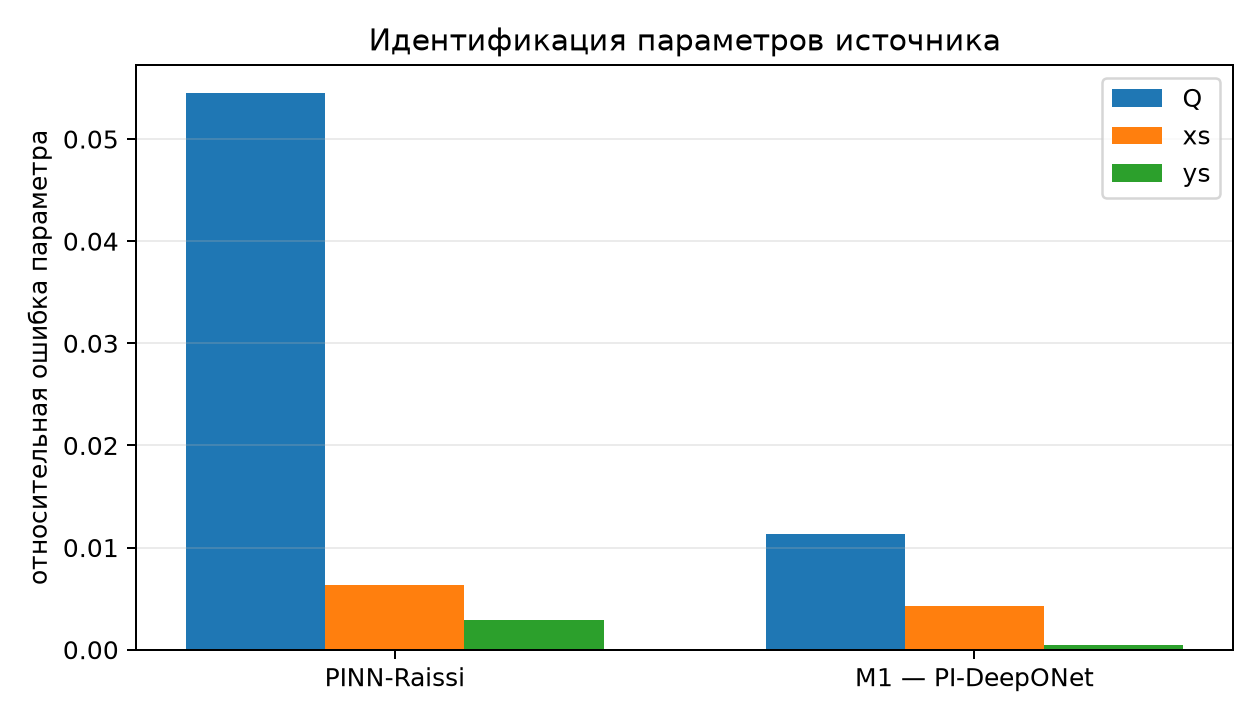 Идентификация параметров источника
Q
xs
ys
относительная ошибка параметра
0.05
0.04
0.03
0.02
0.01
0.00
PINN-Raissi
M1 — PI-DeepONet